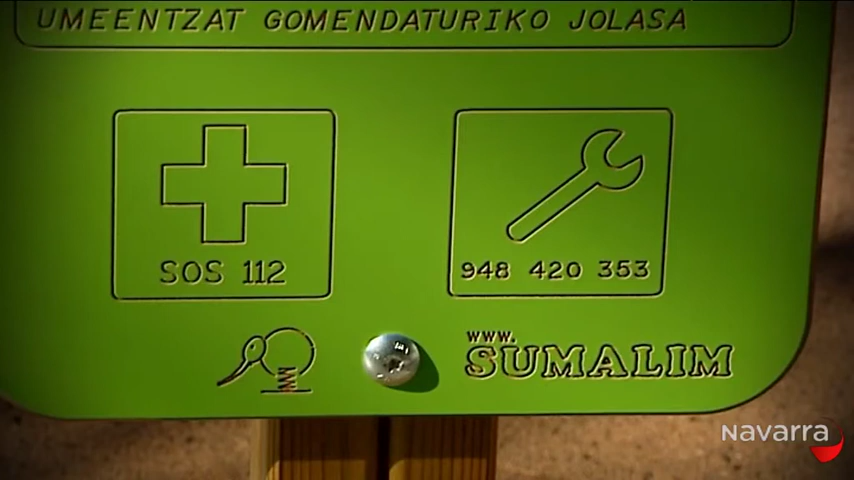 UMEENTZAT GOMENDATURIKO JOLASA
SOS 112
948 420 353
www.
SUMALIM
Navarra